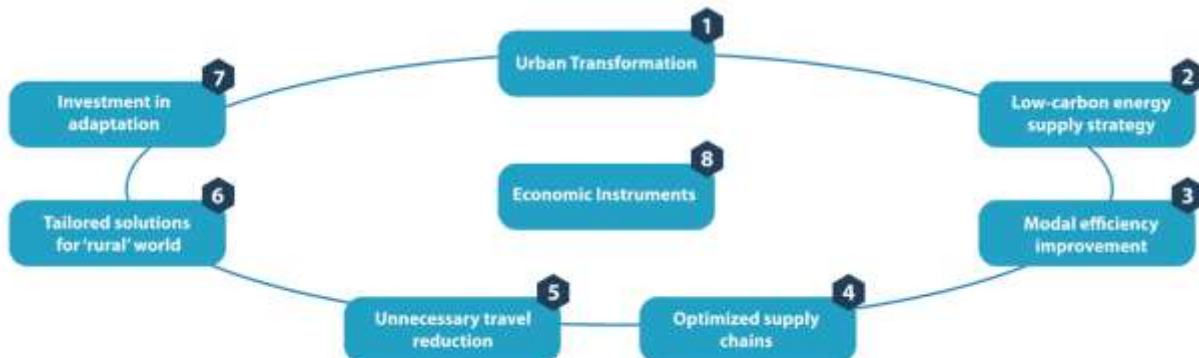 1
Urban Transformation
2
Low-carbon energy
supply strategy
3
Modal efficiency
improvement
4
Optimized supply
chains
5
Unnecessary travel
reduction
6
Tailored solutions
for 'rural' world
7
Investment in
adaptation
8
Economic Instruments